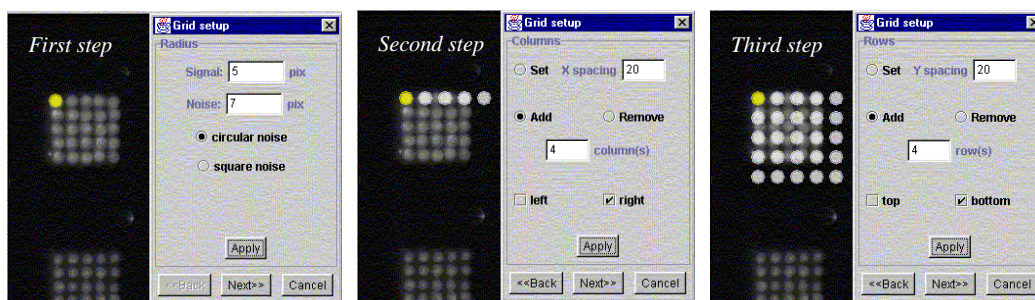 First step
Grid setup
Radius
Signal: 5 pix
Noise: 7 pix
circular noise
square noise
Apply
<<Back Next>> Cancel
Second step
Grid setup
Columns
Set X spacing 20
Add Remove
4 column(s)
left right
Apply
<<Back Next>> Cancel
Third step
Grid setup
Rows
Set Y spacing 20
Add Remove
4 row(s)
top bottom
Apply
<<Back Next>> Cancel